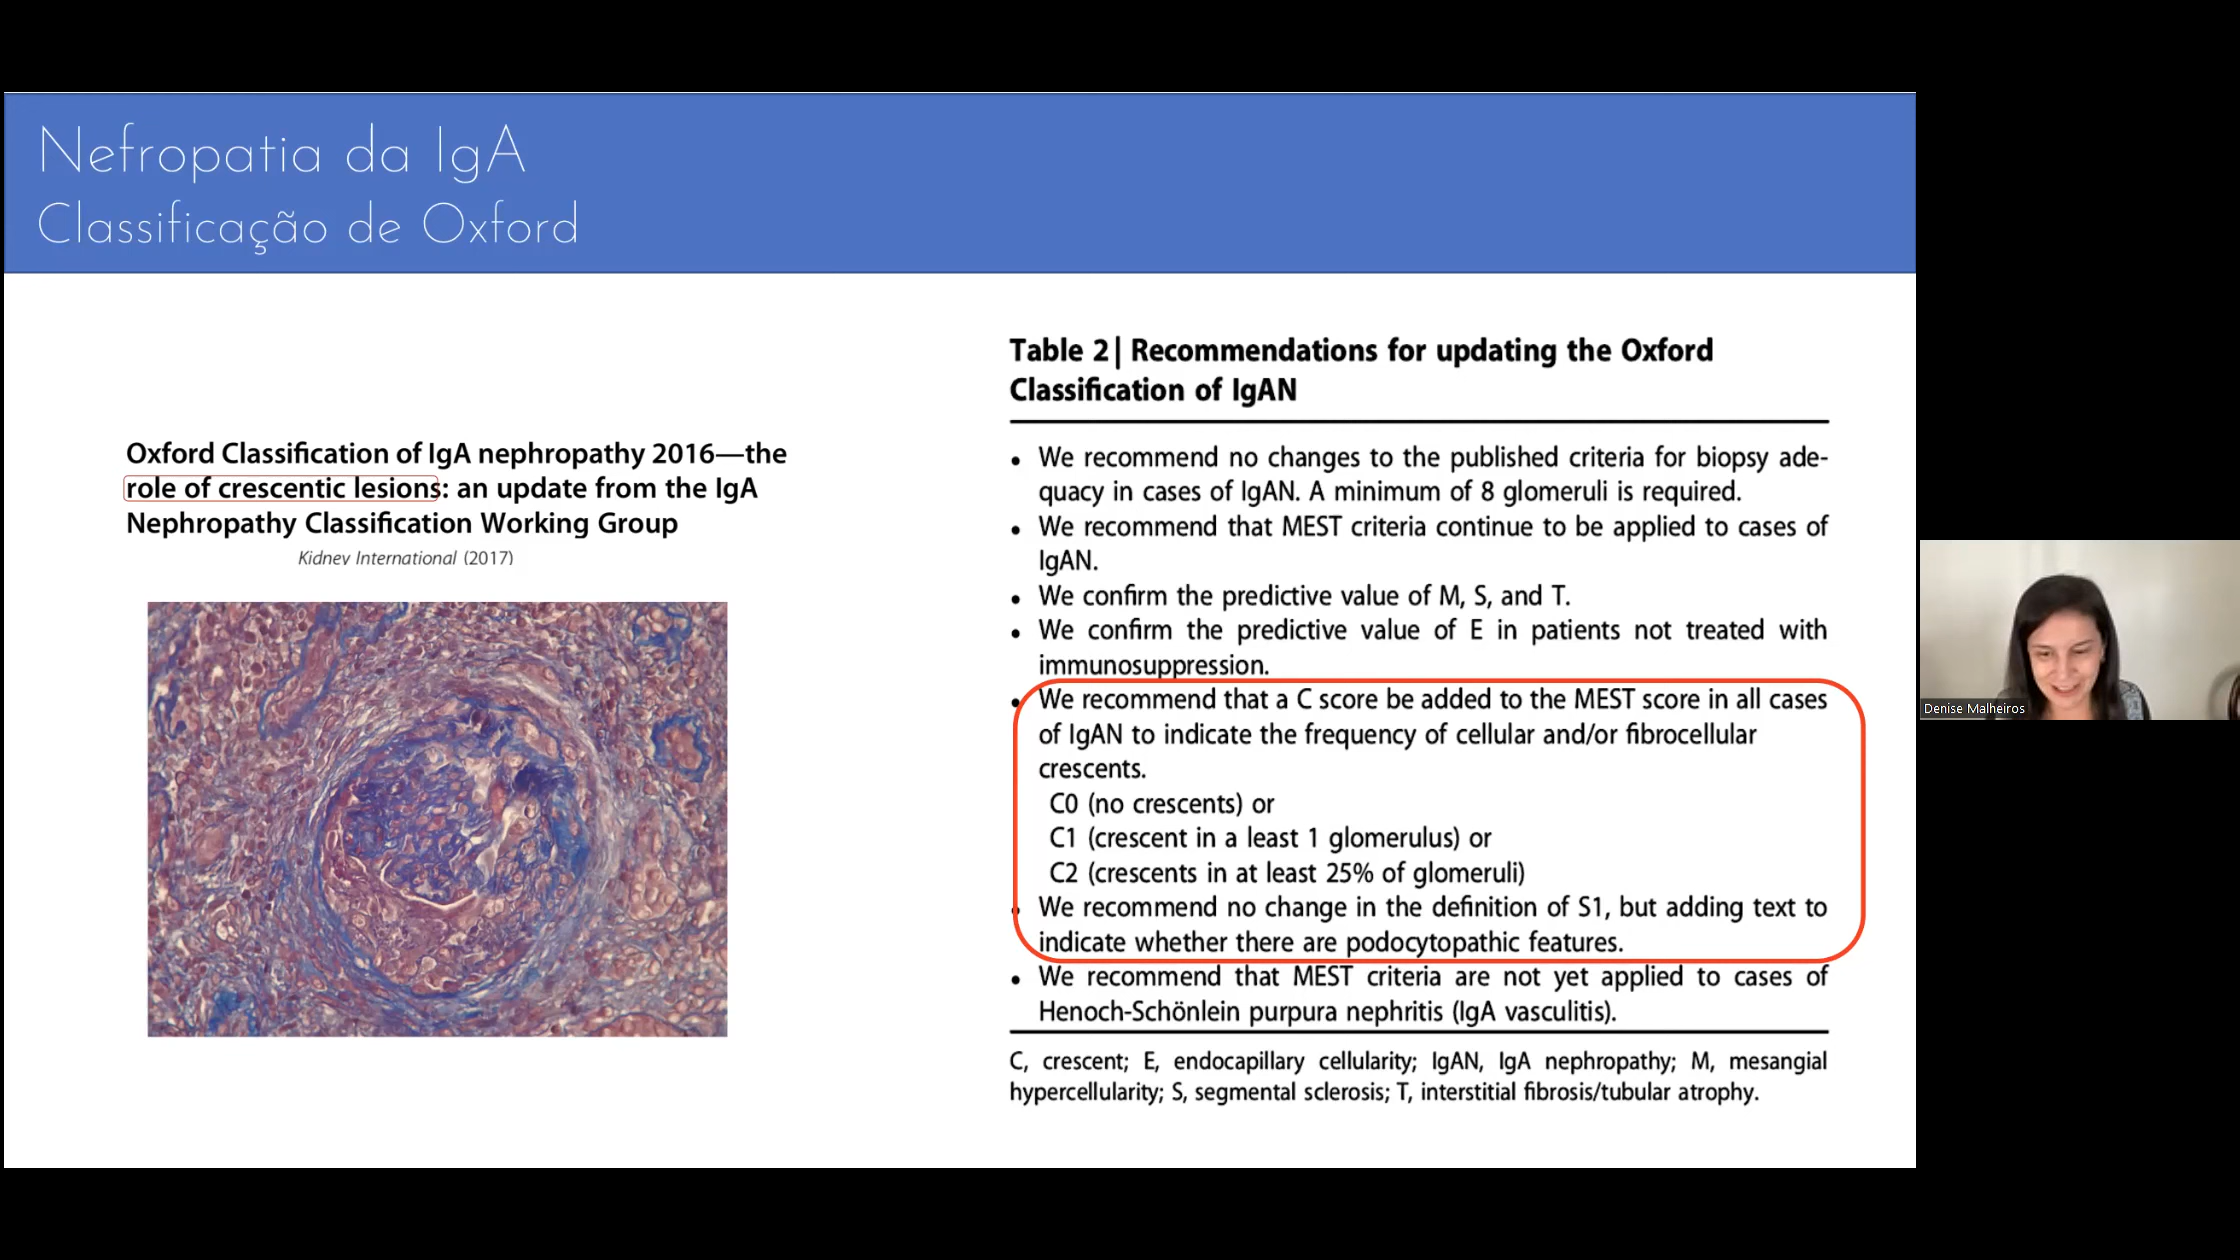 Nefropatia da IgA
Classificação de Oxford
Oxford Classification of IgA nephropathy 2016—the
role of crescentic lesions: an update from the IgA
Nephropathy Classification Working Group
Kidney International (2017)
Table 2| Recommendations for updating the Oxford
Classification of IgAN
• We recommend no changes to the published criteria for biopsy ade-
quacy in cases of IgAN. A minimum of 8 glomeruli is required.
• We recommend that MEST criteria continue to be applied to cases of
IgAN.
• We confirm the predictive value of M, S, and T.
• We confirm the predictive value of E in patients not treated with
immunosuppression.
• We recommend that a C score be added to the MEST score in all cases
of IgAN to indicate the frequency of cellular and/or fibrocellular
crescents.
C0 (no crescents) or
C1 (crescent in a least 1 glomerulus) or
C2 (crescents in at least 25% of glomeruli)
• We recommend no change in the definition of S1, but adding text to
indicate whether there are podocytopathic features.
• We recommend that MEST criteria are not yet applied to cases of
Henoch-Schönlein purpura nephritis (IgA vasculitis).
C, crescent; E, endocapillary cellularity; IgAN, IgA nephropathy; M, mesangial
hypercellularity; S, segmental sclerosis; T, interstitial fibrosis/tubular atrophy.
Denise Malheiros